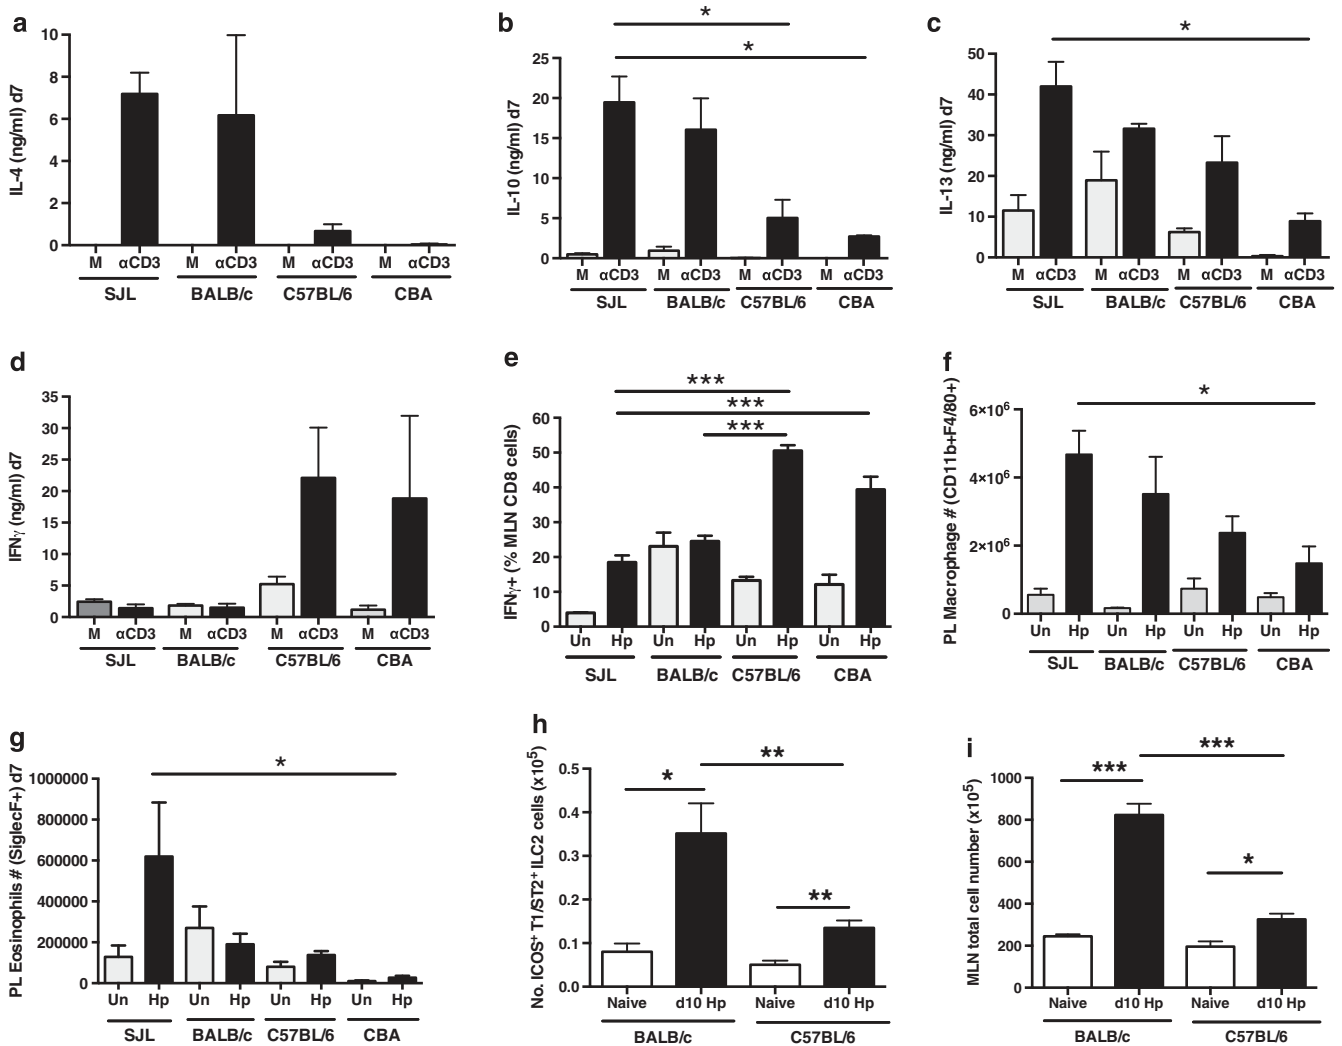 a
IL-4 (ng/ml) d7
10
8
6
4
2
0
M αCD3 M αCD3 M αCD3 M αCD3
SJL BALB/c C57BL/6 CBA
b
*
*
IL-10 (ng/ml) d7
25
20
15
10
5
0
M αCD3 M αCD3 M αCD3 M αCD3
SJL BALB/c C57BL/6 CBA
c
*
IL-13 (ng/ml) d7
50
40
30
20
10
0
M αCD3 M αCD3 M αCD3 M αCD3
SJL BALB/c C57BL/6 CBA
d
IFNγ (ng/ml) d7
35
30
25
20
15
10
5
0
M αCD3 M αCD3 M αCD3 M αCD3
SJL BALB/c C57BL/6 CBA
e
***
***
***
IFNγ+ (% MLN CD8 cells)
60
50
40
30
20
10
0
Un Hp Un Hp Un Hp Un Hp
SJL BALB/c C57BL/6 CBA
f
*
PL Macrophage # (CD11b+F4/80+)
6×10⁶
4×10⁶
2×10⁶
0
Un Hp Un Hp Un Hp Un Hp
SJL BALB/c C57BL/6 CBA
g
*
PL Eosinophils # (SiglecF+) d7
1000000
800000
600000
400000
200000
0
Un Hp Un Hp Un Hp Un Hp
SJL BALB/c C57BL/6 CBA
h
**
*
**
No. ICOS⁺ T1/ST2⁺ ILC2 cells (x10⁵)
0.5
0.4
0.3
0.2
0.1
0.0
Naive d10 Hp Naive d10 Hp
BALB/c C57BL/6
i
***
***
*
MLN total cell number (x10⁵)
1000
800
600
400
200
0
Naive d10 Hp Naive d10 Hp
BALB/c C57BL/6